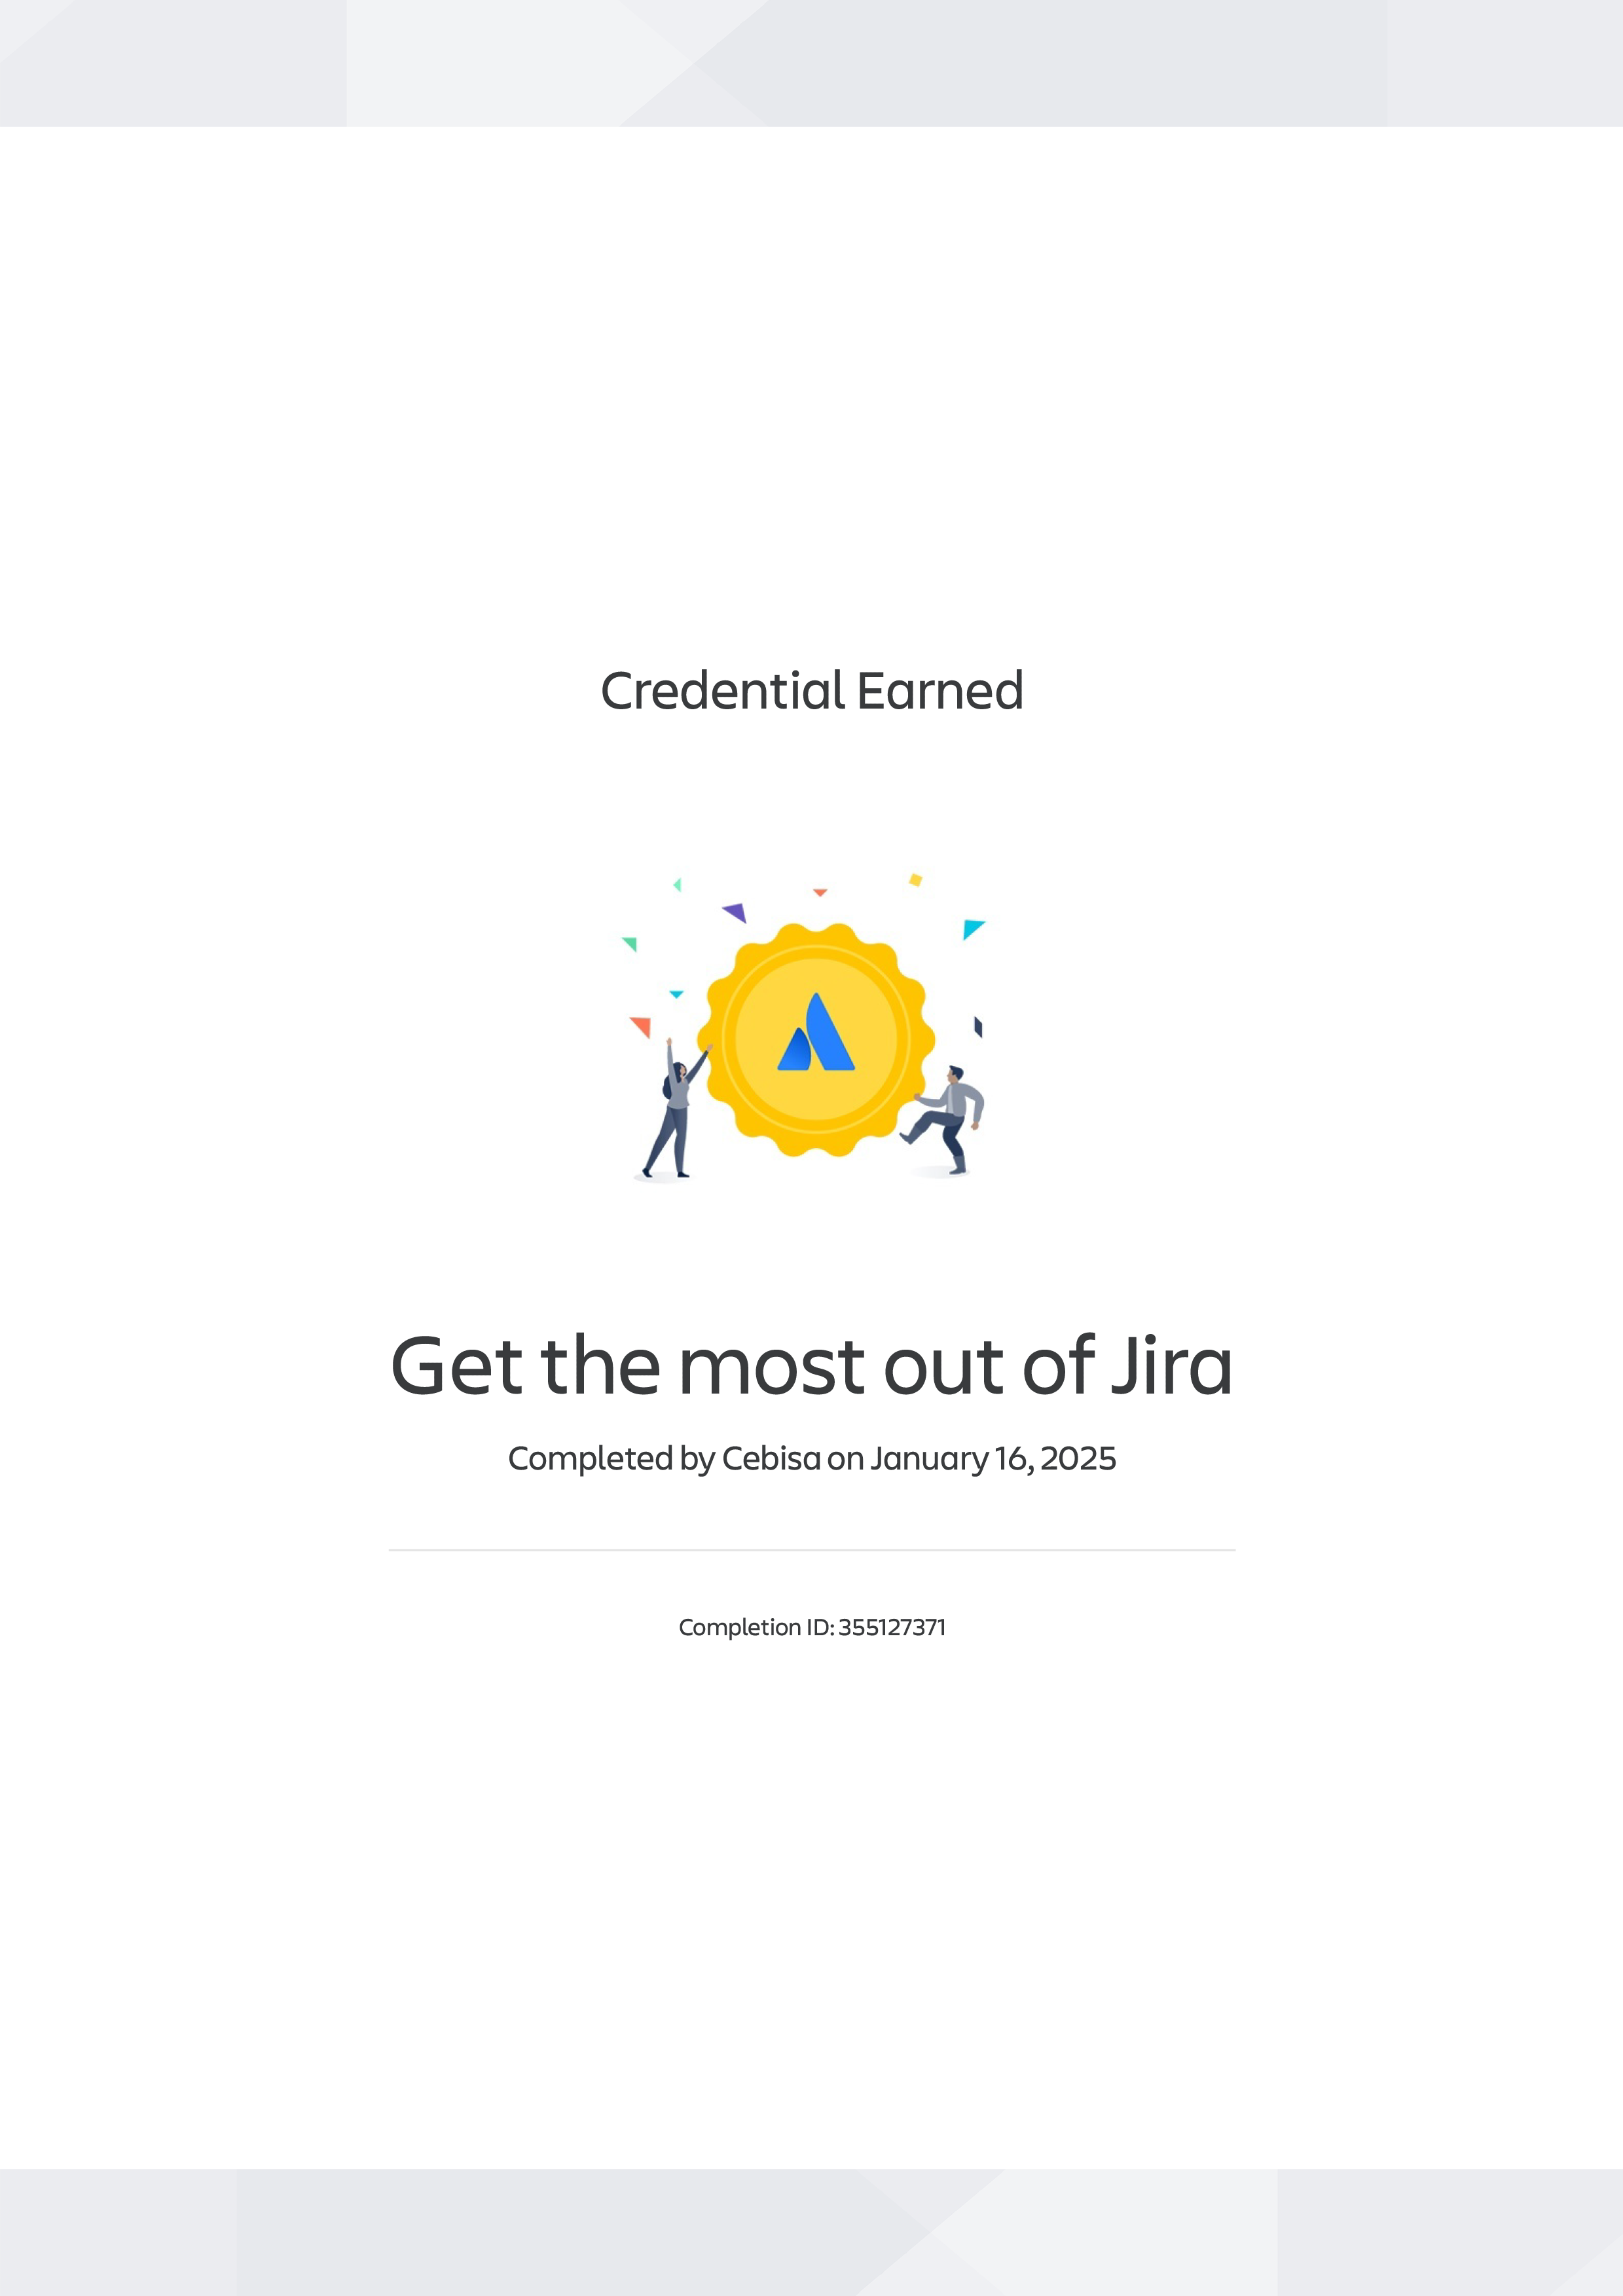 Credential Earned
Get the most out of Jira
Completed by Cebisa on January 16, 2025
Completion ID: 355127371